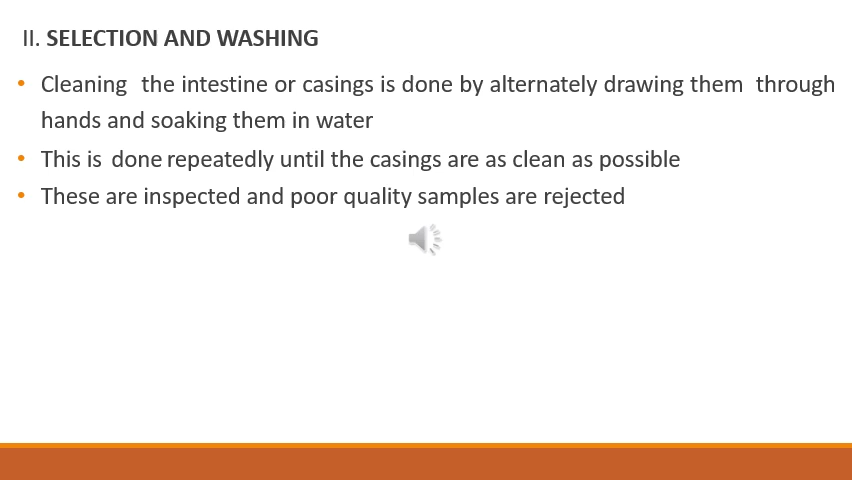 II. SELECTION AND WASHING
• Cleaning the intestine or casings is done by alternately drawing them through
hands and soaking them in water
• This is done repeatedly until the casings are as clean as possible
• These are inspected and poor quality samples are rejected